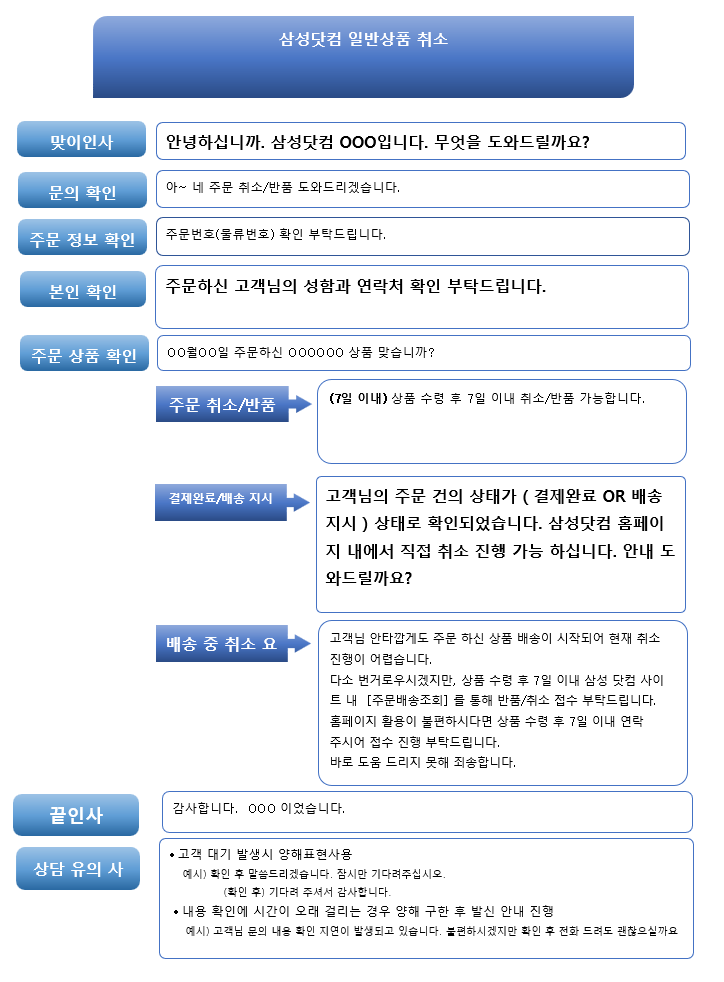 삼성닷컴 일반상품 취소
맞이인사
안녕하십니까. 삼성닷컴 OOO입니다. 무엇을 도와드릴까요?
문의 확인
아~ 네 주문 취소/반품 도와드리겠습니다.
주문 정보 확인
주문번호(물류번호) 확인 부탁드립니다.
본인 확인
주문하신 고객님의 성함과 연락처 확인 부탁드립니다.
주문 상품 확인
OO월OO일 주문하신 OOOOOO 상품 맞습니까?
주문 취소/반품
(7일 이내) 상품 수령 후 7일 이내 취소/반품 가능합니다.
결제완료/배송 지시
고객님의 주문 건의 상태가 ( 결제완료 OR 배송
지시 ) 상태로 확인되었습니다. 삼성닷컴 홈페이
지 내에서 직접 취소 진행 가능 하십니다. 안내 도
와드릴까요?
배송 중 취소 요
고객님 안타깝게도 주문 하신 상품 배송이 시작되어 현재 취소
진행이 어렵습니다.
다소 번거로우시겠지만, 상품 수령 후 7일 이내 삼성 닷컴 사이
트 내 [주문배송조회] 를 통해 반품/취소 접수 부탁드립니다.
홈페이지 활용이 불편하시다면 상품 수령 후 7일 이내 연락
주시어 접수 진행 부탁드립니다.
바로 도움 드리지 못해 죄송합니다.
끝인사
감사합니다. OOO 이었습니다.
상담 유의 사
• 고객 대기 발생시 양해표현사용
예시) 확인 후 말씀드리겠습니다. 잠시만 기다려주십시오.
(확인 후) 기다려 주셔서 감사합니다.
• 내용 확인에 시간이 오래 걸리는 경우 양해 구한 후 발신 안내 진행
예시) 고객님 문의 내용 확인 지연이 발생되고 있습니다. 불편하시겠지만 확인 후 전화 드려도 괜찮으실까요